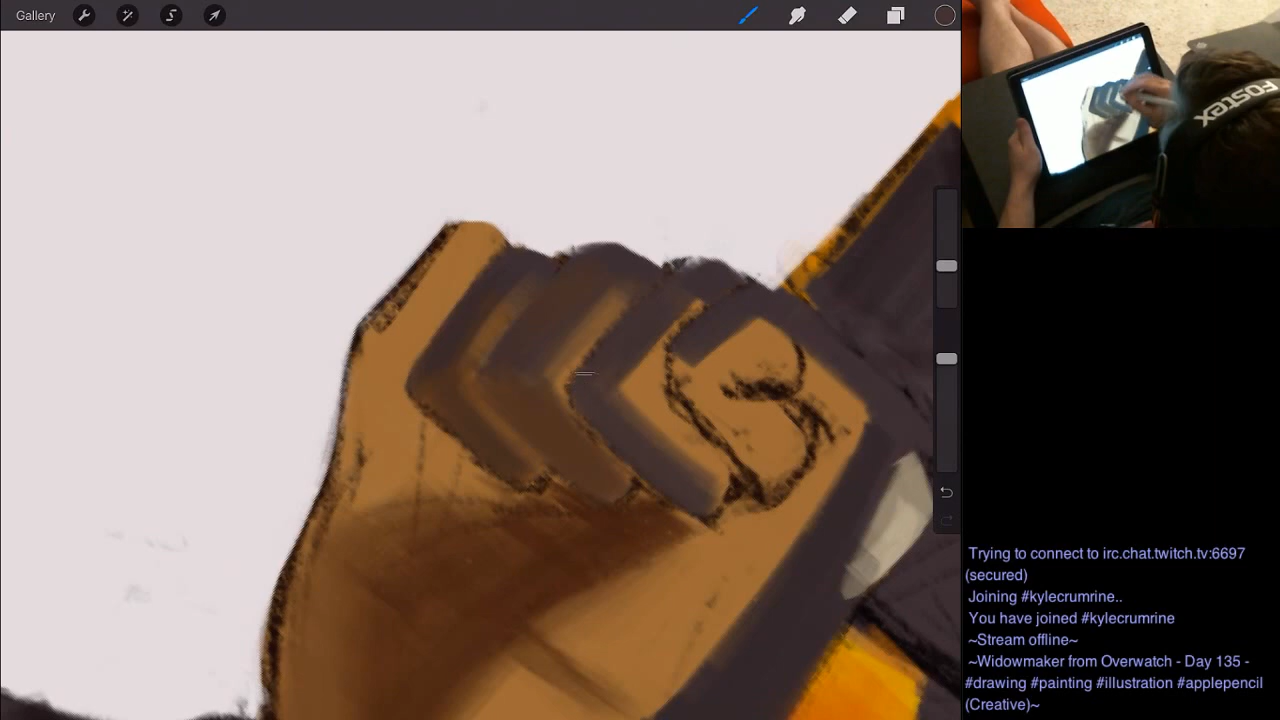 Gallery
Fostex
Trying to connect to irc.chat.twitch.tv:6697
(secured)
Joining #kylecrumrine..
You have joined #kylecrumrine
~Stream offline~
~Widowmaker from Overwatch - Day 135 -
#drawing #painting #illustration #applepencil
(Creative)~